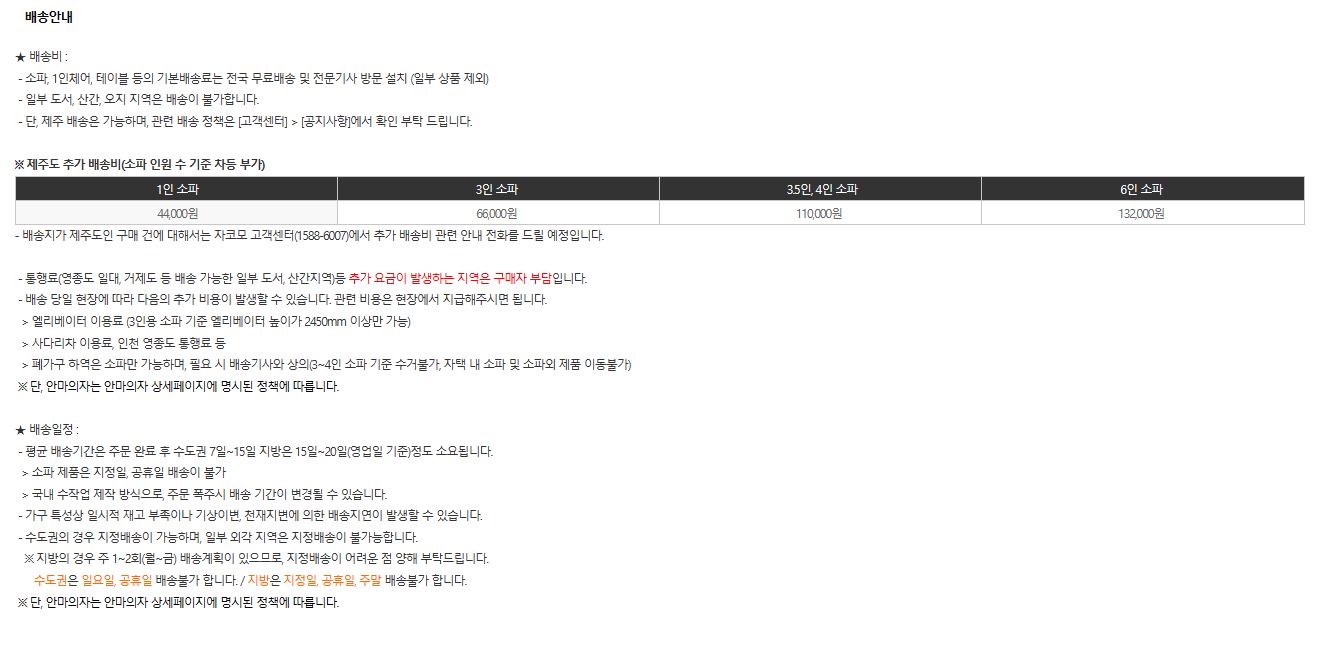 배송안내
★ 배송비 :
- 소파, 1인체어, 테이블 등의 기본배송료는 전국 무료배송 및 전문기사 방문 설치 (일부 상품 제외)
- 일부 도서, 산간, 오지 지역은 배송이 불가합니다.
- 단, 제주 배송은 가능하며, 관련 배송 정책은 [고객센터] > [공지사항]에서 확인 부탁 드립니다.
※ 제주도 추가 배송비(소파 인원 수 기준 차등 부가)
1인 소파 3인 소파 3.5인, 4인 소파 6인 소파
44,000원 66,000원 110,000원 132,000원
- 배송지가 제주도인 구매 건에 대해서는 자코모 고객센터(1588-6007)에서 추가 배송비 관련 안내 전화를 드릴 예정입니다.
- 통행료(영종도 일대, 거제도 등 배송 가능한 일부 도서, 산간지역)등 추가 요금이 발생하는 지역은 구매자 부담입니다.
- 배송 당일 현장에 따라 다음의 추가 비용이 발생할 수 있습니다. 관련 비용은 현장에서 지급해주시면 됩니다.
> 엘리베이터 이용료 (3인용 소파 기준 엘리베이터 높이가 2450mm 이상만 가능)
> 사다리차 이용료, 인천 영종도 통행료 등
> 폐가구 하역은 소파만 가능하며, 필요 시 배송기사와 상의(3~4인 소파 기준 수거불가, 자택 내 소파 및 소파외 제품 이동불가)
※ 단, 안마의자는 안마의자 상세페이지에 명시된 정책에 따릅니다.
★ 배송일정 :
- 평균 배송기간은 주문 완료 후 수도권 7일~15일 지방은 15일~20일(영업일 기준)정도 소요됩니다.
> 소파 제품은 지정일, 공휴일 배송이 불가
> 국내 수작업 제작 방식으로, 주문 폭주시 배송 기간이 변경될 수 있습니다.
- 가구 특성상 일시적 재고 부족이나 기상이변, 천재지변에 의한 배송지연이 발생할 수 있습니다.
- 수도권의 경우 지정배송이 가능하며, 일부 외각 지역은 지정배송이 불가능합니다.
※ 지방의 경우 주 1~2회(월~금) 배송계획이 있으므로, 지정배송이 어려운 점 양해 부탁드립니다.
수도권은 일요일, 공휴일 배송불가 합니다. / 지방은 지정일, 공휴일, 주말 배송불가 합니다.
※ 단, 안마의자는 안마의자 상세페이지에 명시된 정책에 따릅니다.